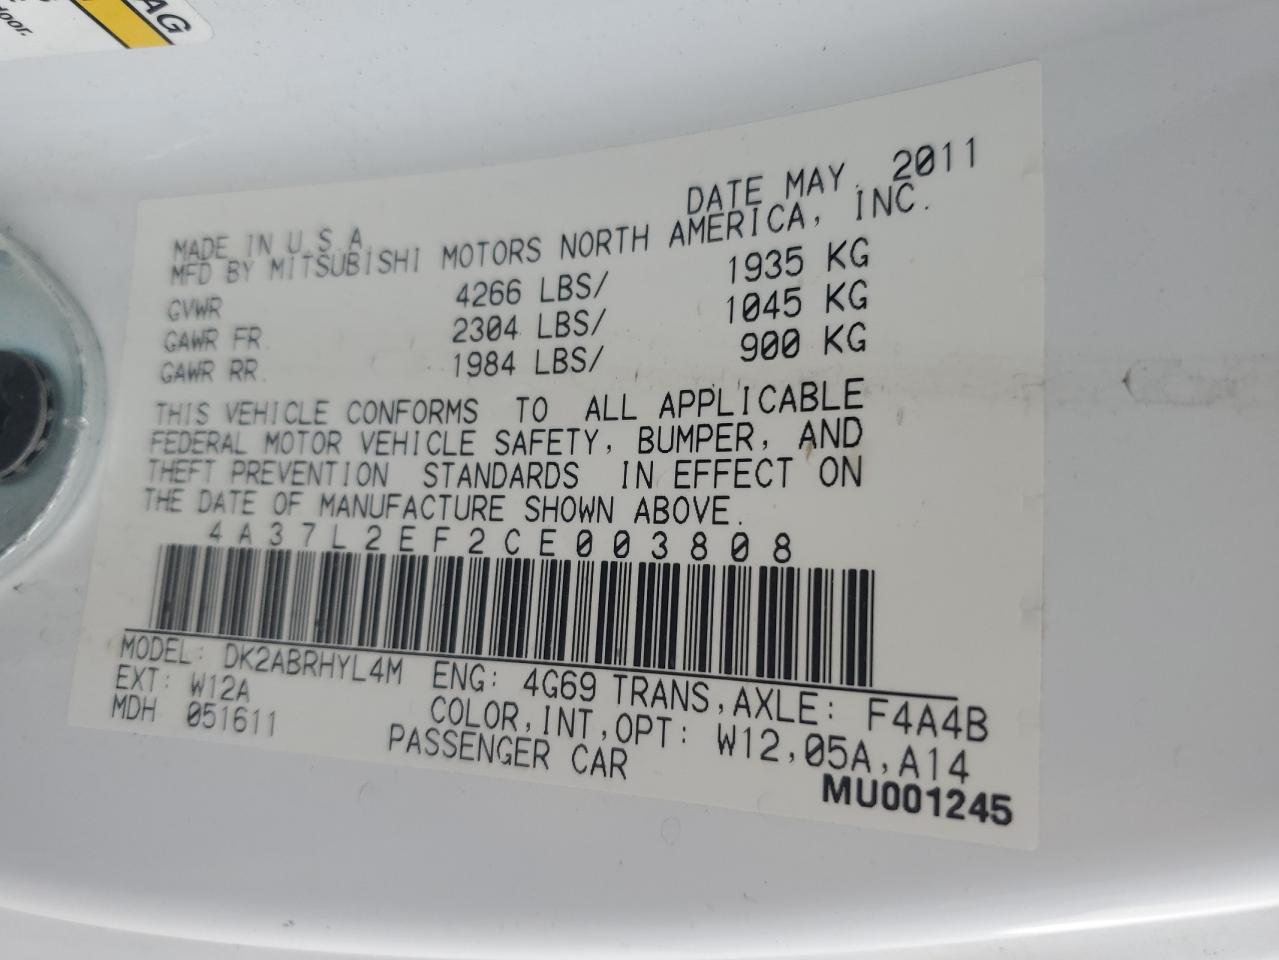 AG
door.
DATE MAY. 2011
MADE IN U.S.A.
MFD BY MITSUBISHI MOTORS NORTH AMERICA, INC.
GVWR 4266 LBS/ 1935 KG
GAWR FR. 2304 LBS/ 1045 KG
GAWR RR. 1984 LBS/ 900 KG
THIS VEHICLE CONFORMS TO ALL APPLICABLE
FEDERAL MOTOR VEHICLE SAFETY, BUMPER, AND
THEFT PREVENTION STANDARDS IN EFFECT ON
THE DATE OF MANUFACTURE SHOWN ABOVE.
4A37L2EF2CE003808
MODEL: DK2ABRHYL4M ENG: 4G69 TRANS,AXLE: F4A4B
EXT: W12A COLOR,INT,OPT: W12,05A,A14
MDH 051611 PASSENGER CAR
MU001245